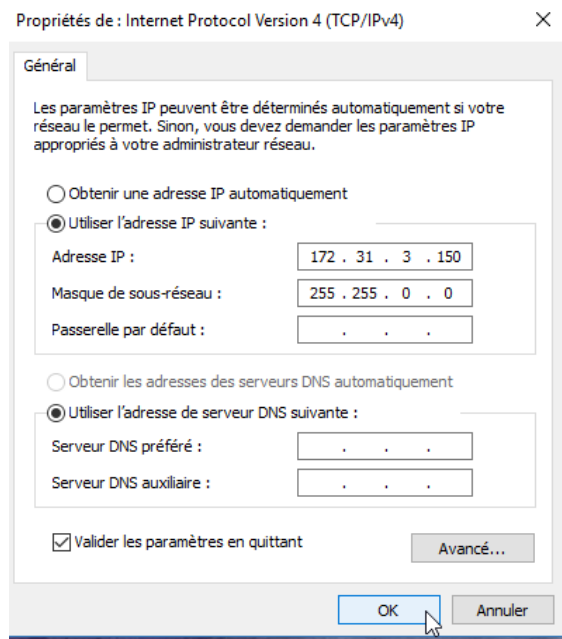 Propriétés de : Internet Protocol Version 4 (TCP/IPv4)
Général
Les paramètres IP peuvent être déterminés automatiquement si votre
réseau le permet. Sinon, vous devez demander les paramètres IP
appropriés à votre administrateur réseau.
Obtenir une adresse IP automatiquement
Utiliser l'adresse IP suivante :
Adresse IP : 172 . 31 . 3 . 150
Masque de sous-réseau : 255 . 255 . 0 . 0
Passerelle par défaut : . . .
Obtenir les adresses des serveurs DNS automatiquement
Utiliser l'adresse de serveur DNS suivante :
Serveur DNS préféré : . . .
Serveur DNS auxiliaire : . . .
Valider les paramètres en quittant
Avancé...
OK Annuler